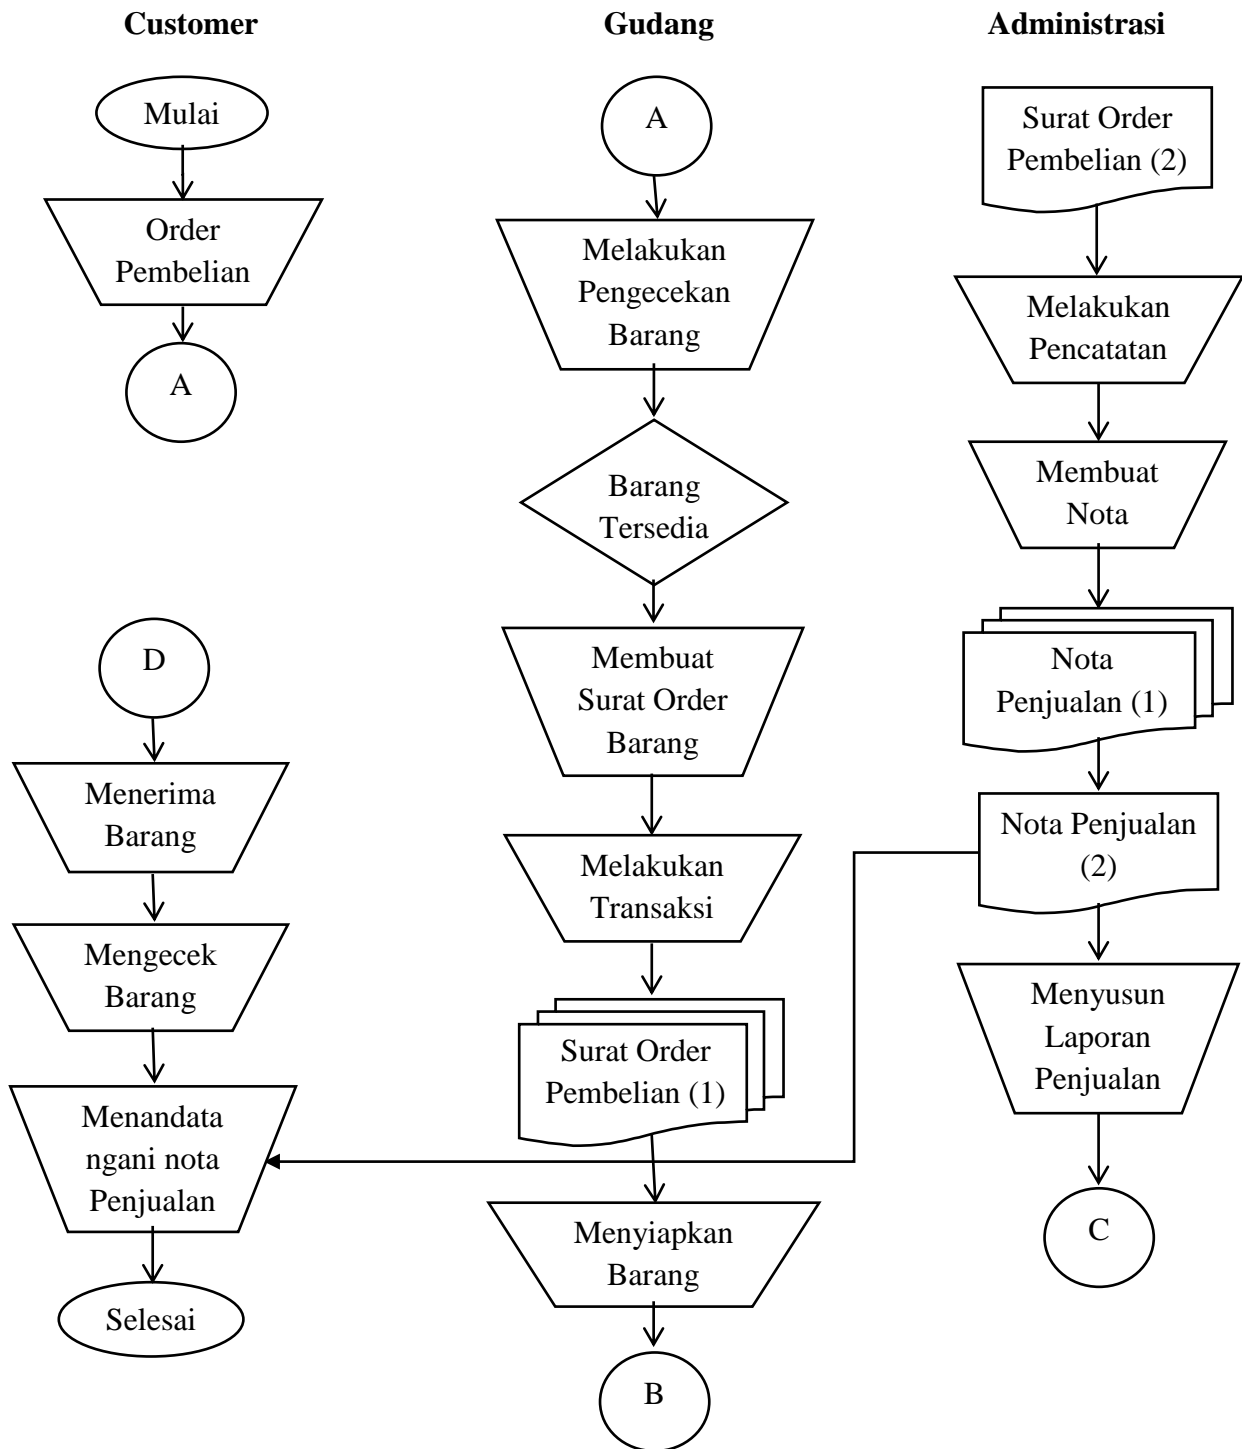 Customer
Mulai
Order
Pembelian
A
D
Menerima
Barang
Mengecek
Barang
Menandata
ngani nota
Penjualan
Selesai
Gudang
A
Melakukan
Pengecekan
Barang
Barang
Tersedia
Membuat
Surat Order
Barang
Melakukan
Transaksi
Surat Order
Pembelian (1)
Menyiapkan
Barang
B
Administrasi
Surat Order
Pembelian (2)
Melakukan
Pencatatan
Membuat
Nota
Nota
Penjualan (1)
Nota Penjualan
(2)
Menyusun
Laporan
Penjualan
C